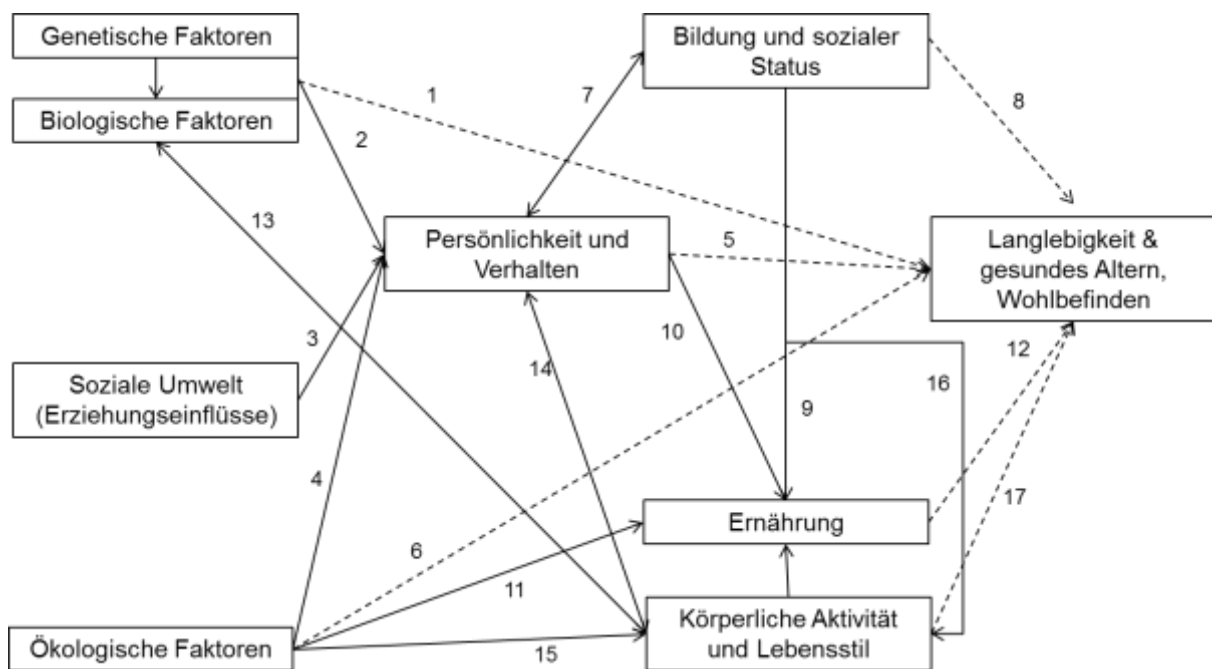 Genetische Faktoren
Bildung und sozialer
Status
1
7
8
Biologische Faktoren
2
13
Persönlichkeit und
Verhalten
5
Langlebigkeit &
gesundes Altern,
Wohlbefinden
3
10
12
14
16
Soziale Umwelt
(Erziehungseinflüsse)
9
4
17
Ernährung
6
11
Körperliche Aktivität
und Lebensstil
Ökologische Faktoren
15